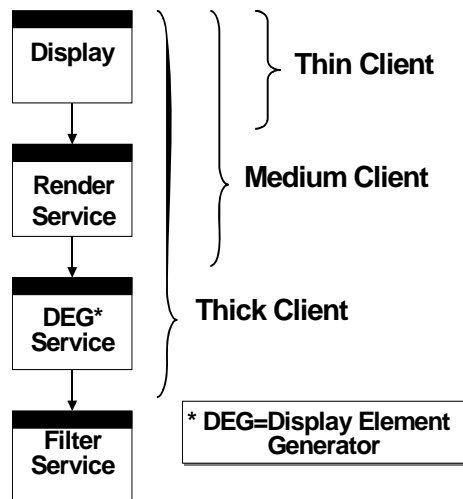 Display
Thin Client
Render
Service
Medium Client
DEG*
Service
Thick Client
Filter
Service
* DEG=Display Element
Generator